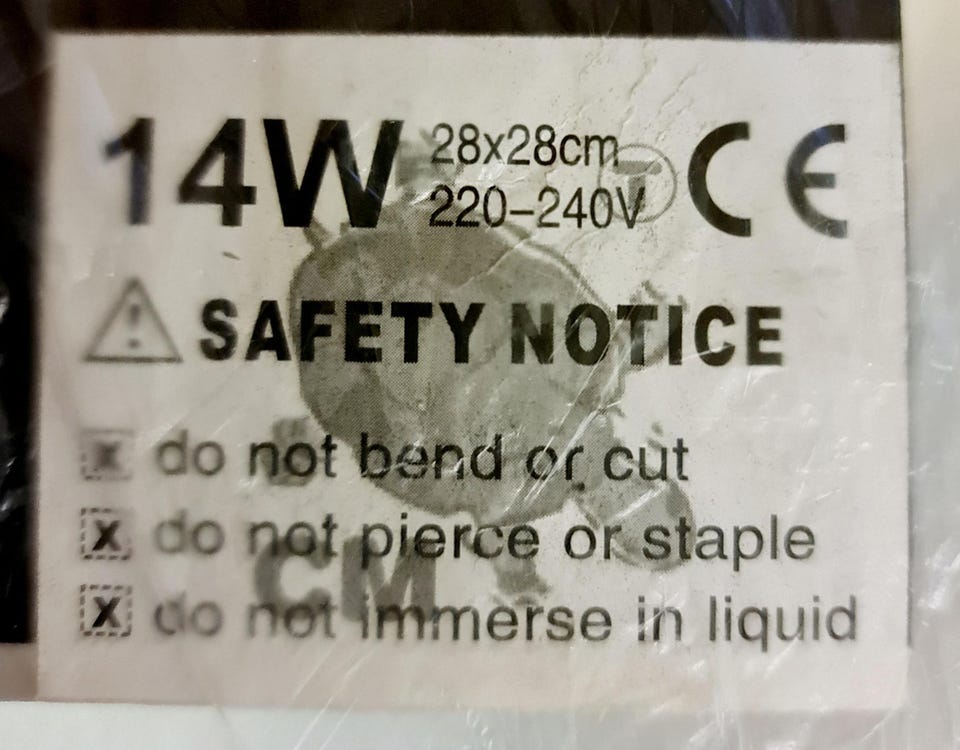 14W 28x28cm CE
220-240V
SAFETY NOTICE
x do not bend or cut
x do not pierce or staple
x do not immerse in liquid
CM